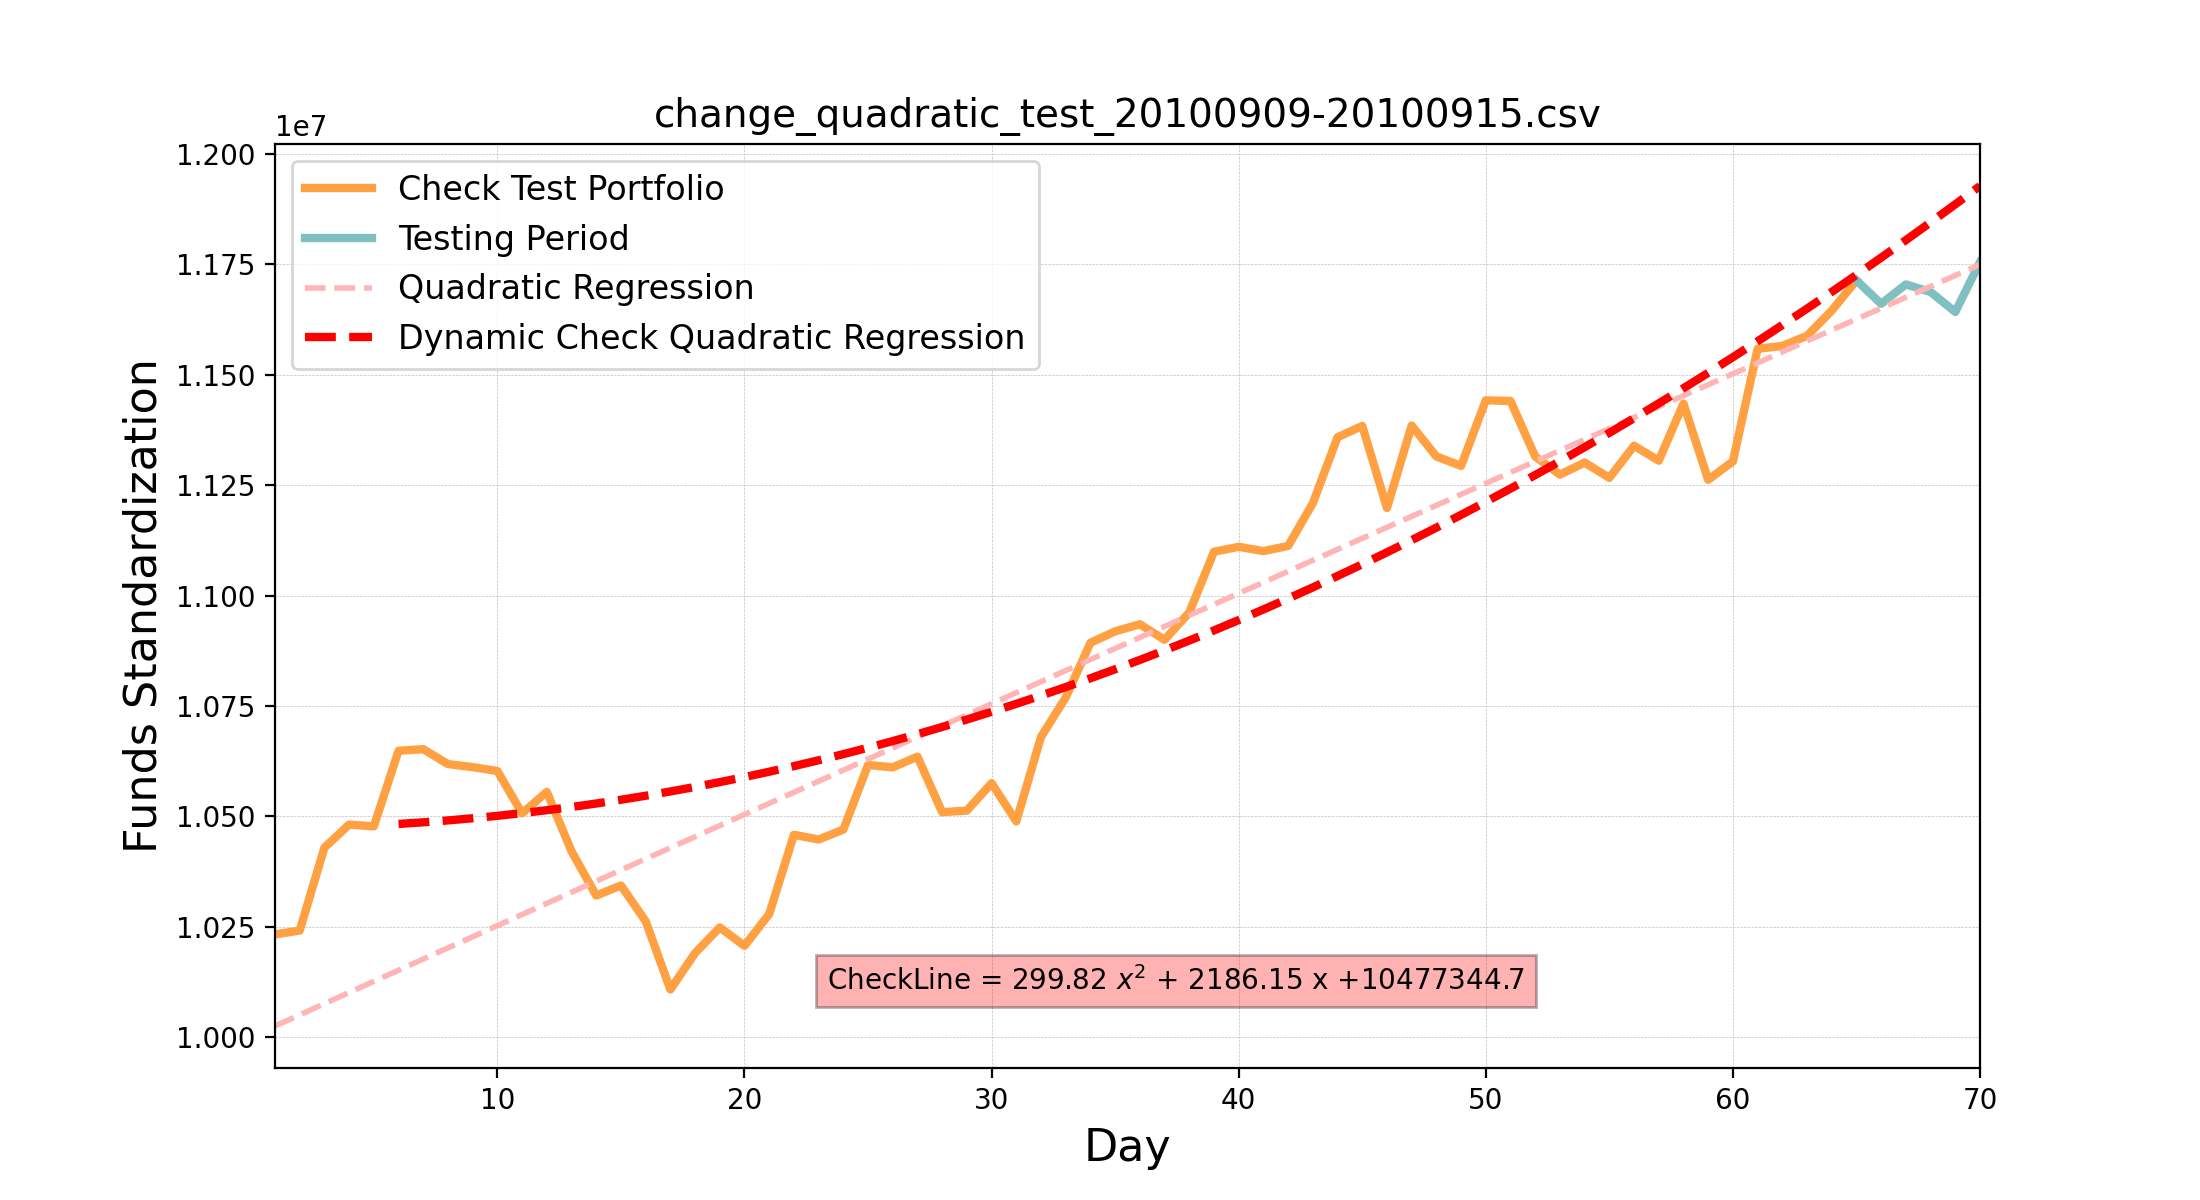 change_quadratic_test_20100909-20100915.csv
1e7
1.200
1.175
1.150
1.125
1.100
1.075
1.050
1.025
1.000
Funds Standardization
Check Test Portfolio
Testing Period
Quadratic Regression
Dynamic Check Quadratic Regression
CheckLine = 299.82 x² + 2186.15 x +10477344.7
10 20 30 40 50 60 70
Day